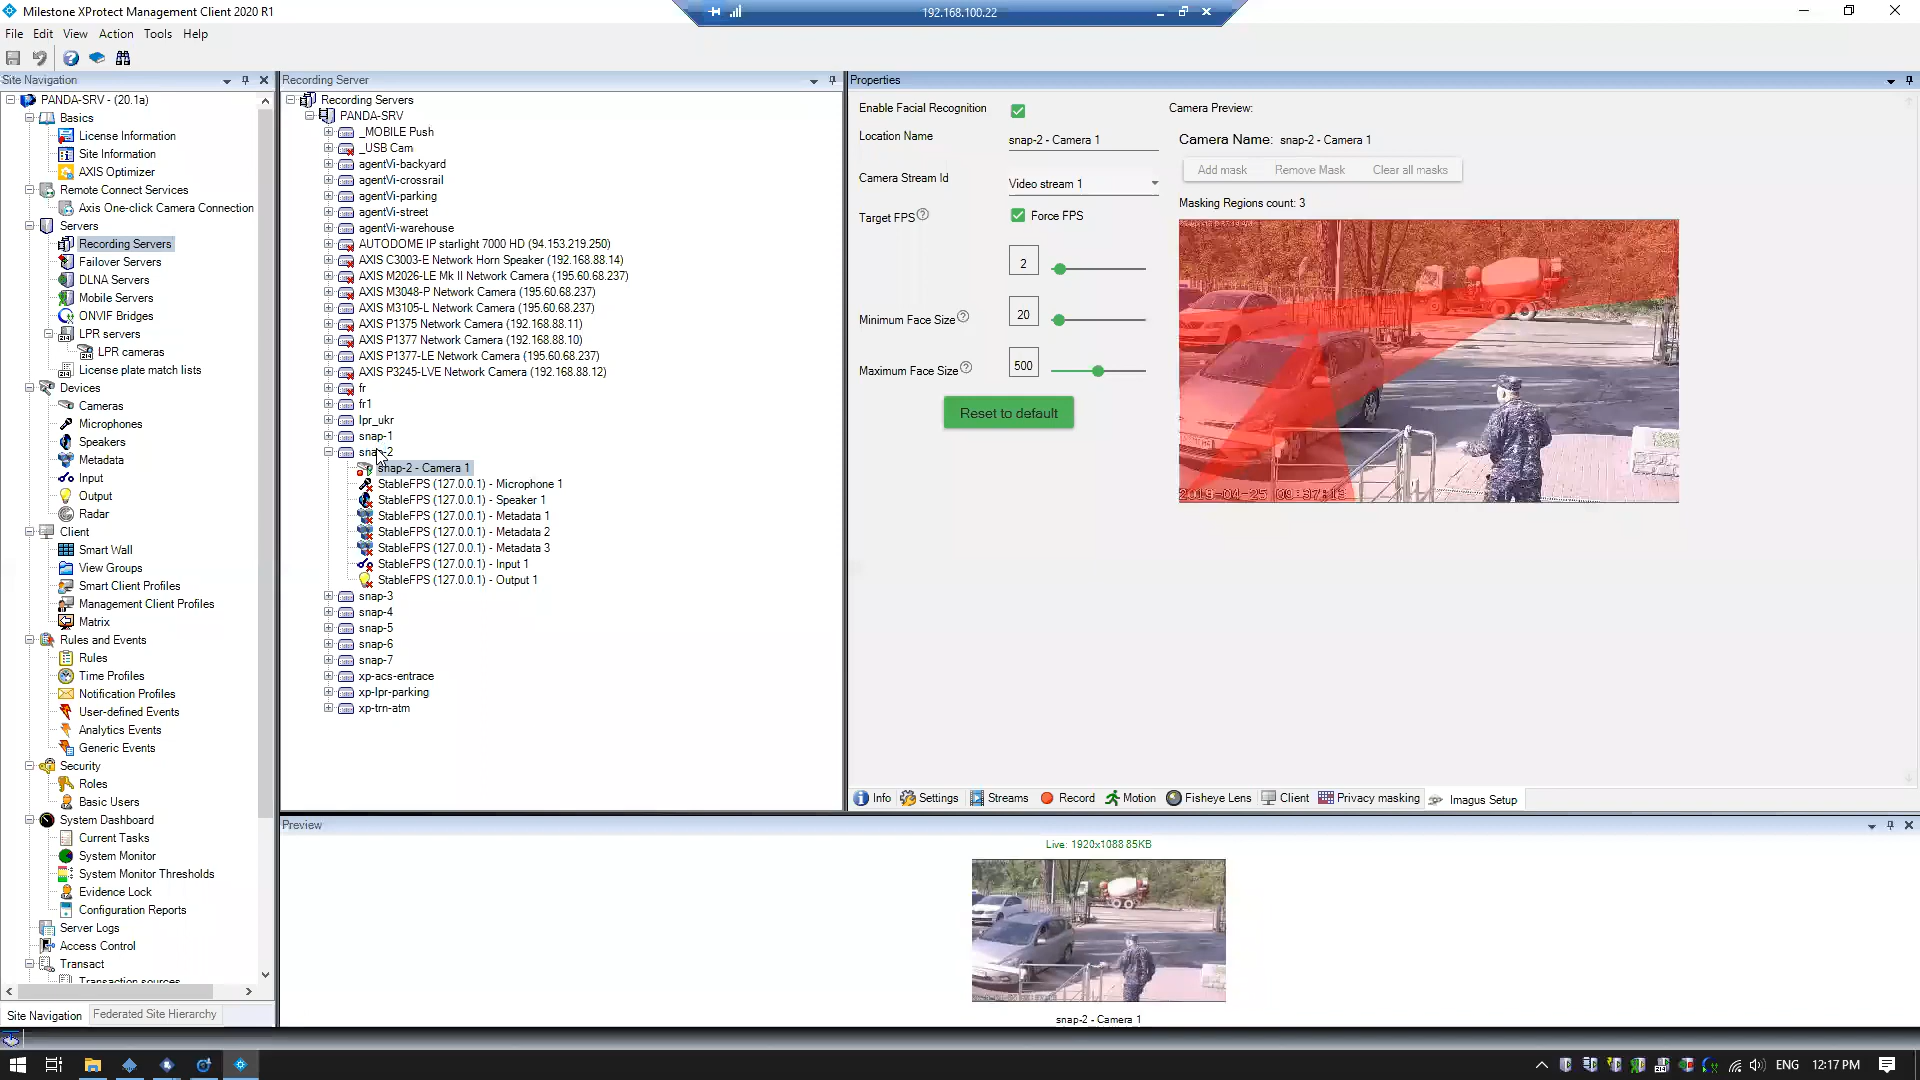 Milestone XProtect Management Client 2020 R1
192.168.100.22
File Edit View Action Tools Help
Site Navigation
PANDA-SRV - (20.1a)
Basics
License Information
Site Information
AXIS Optimizer
Remote Connect Services
Axis One-click Camera Connection
Servers
Recording Servers
Failover Servers
DLNA Servers
Mobile Servers
ONVIF Bridges
LPR servers
LPR cameras
License plate match lists
Devices
Cameras
Microphones
Speakers
Metadata
Input
Output
Radar
Client
Smart Wall
View Groups
Smart Client Profiles
Management Client Profiles
Matrix
Rules and Events
Rules
Time Profiles
Notification Profiles
User-defined Events
Analytics Events
Generic Events
Security
Roles
Basic Users
System Dashboard
Current Tasks
System Monitor
System Monitor Thresholds
Evidence Lock
Configuration Reports
Server Logs
Access Control
Transact
Transaction sources
Site Navigation Federated Site Hierarchy
Recording Server
Recording Servers
PANDA-SRV
_MOBILE Push
_USB Cam
agentVi-backyard
agentVi-crossrail
agentVi-parking
agentVi-street
agentVi-warehouse
AUTODOME IP starlight 7000 HD (94.153.219.250)
AXIS C3003-E Network Horn Speaker (192.168.88.14)
AXIS M2026-LE Mk II Network Camera (195.60.68.237)
AXIS M3048-P Network Camera (195.60.68.237)
AXIS M3105-L Network Camera (195.60.68.237)
AXIS P1375 Network Camera (192.168.88.11)
AXIS P1377 Network Camera (192.168.88.10)
AXIS P1377-LE Network Camera (195.60.68.237)
AXIS P3245-LVE Network Camera (192.168.88.12)
fr
fr1
lpr_ukr
snap-1
snap-2
snap-2 - Camera 1
StableFPS (127.0.0.1) - Microphone 1
StableFPS (127.0.0.1) - Speaker 1
StableFPS (127.0.0.1) - Metadata 1
StableFPS (127.0.0.1) - Metadata 2
StableFPS (127.0.0.1) - Metadata 3
StableFPS (127.0.0.1) - Input 1
StableFPS (127.0.0.1) - Output 1
snap-3
snap-4
snap-5
snap-6
snap-7
xp-acs-entrace
xp-lpr-parking
xp-trn-atm
Properties
Enable Facial Recognition
Location Name snap-2 - Camera 1
Camera Stream Id Video stream 1
Target FPS ? Force FPS
2
Minimum Face Size ? 20
Maximum Face Size ? 500
Reset to default
Camera Preview:
Camera Name: snap-2 - Camera 1
Add mask Remove Mask Clear all masks
Masking Regions count: 3
2019-04-25 09:37:13
Info Settings Streams Record Motion Fisheye Lens Client Privacy masking Imagus Setup
Preview
Live: 1920x1088 85KB
snap-2 - Camera 1
ENG 12:17 PM